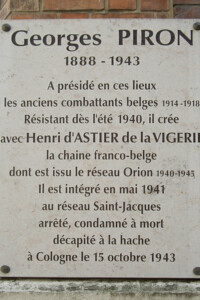 Georges PIRON
1888 - 1943
A présidé en ces lieux
les anciens combattants belges 1914-1918
Résistant dès l'été 1940, il crée
avec Henri d'ASTIER de la VIGERIE
la chaine franco-belge
dont est issu le réseau Orion 1940-1945
Il est intégré en mai 1941
au réseau Saint-Jacques
arrêté, condamné à mort
décapité à la hache
à Cologne le 15 octobre 1943